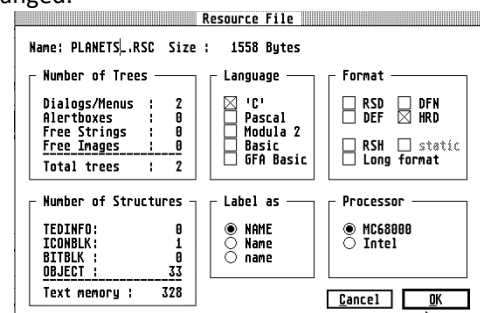 anged.
Resource File
Name: PLANETS_.RSC Size : 1558 Bytes
Number of Trees
Dialogs/Menus : 2
Alertboxes : 0
Free Strings : 0
Free Images : 0
Total trees : 2
Language
'C'
Pascal
Modula 2
Basic
GFA Basic
Format
RSD DFN
DEF HRD
RSH static
Long format
Number of Structures
TEDINFO: 0
ICONBLK: 1
BITBLK : 0
OBJECT : 33
Text memory : 328
Label as
NAME
Name
name
Processor
MC68000
Intel
Cancel OK